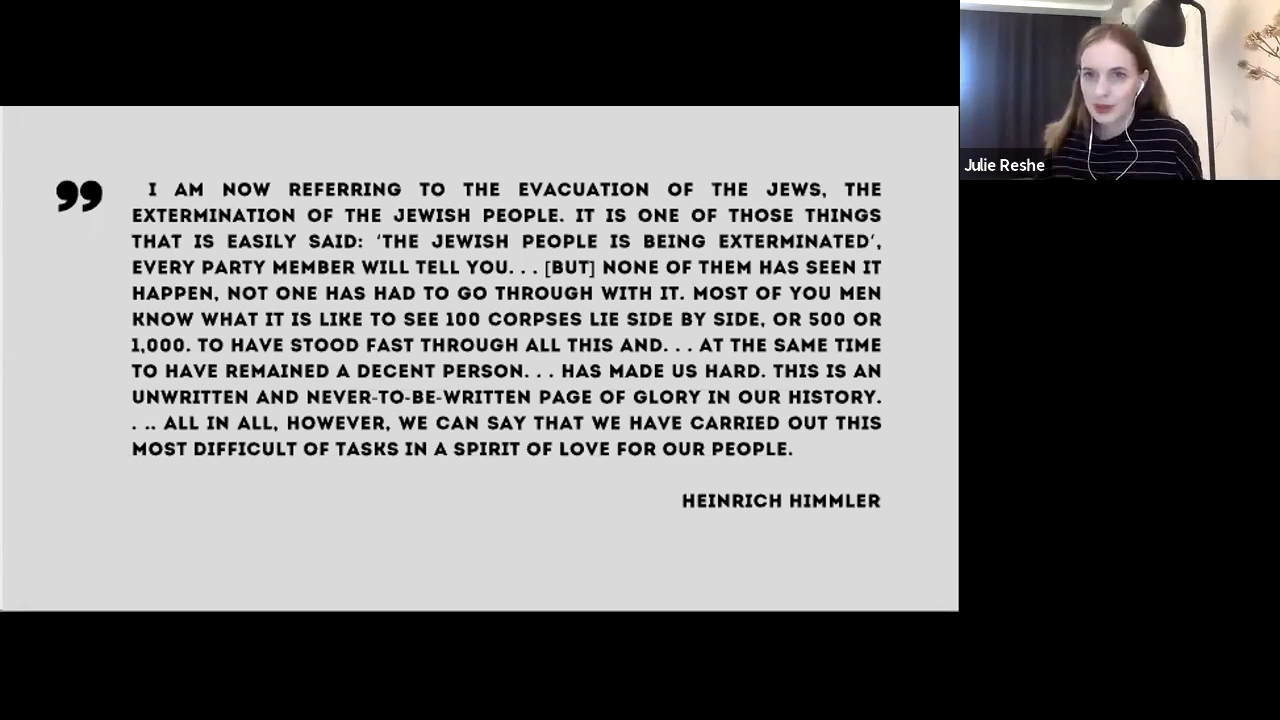 ”
I AM NOW REFERRING TO THE EVACUATION OF THE JEWS, THE
EXTERMINATION OF THE JEWISH PEOPLE. IT IS ONE OF THOSE THINGS
THAT IS EASILY SAID: ‘THE JEWISH PEOPLE IS BEING EXTERMINATED’,
EVERY PARTY MEMBER WILL TELL YOU. . . [BUT] NONE OF THEM HAS SEEN IT
HAPPEN, NOT ONE HAS HAD TO GO THROUGH WITH IT. MOST OF YOU MEN
KNOW WHAT IT IS LIKE TO SEE 100 CORPSES LIE SIDE BY SIDE, OR 500 OR
1,000. TO HAVE STOOD FAST THROUGH ALL THIS AND. . . AT THE SAME TIME
TO HAVE REMAINED A DECENT PERSON. . . HAS MADE US HARD. THIS IS AN
UNWRITTEN AND NEVER-TO-BE-WRITTEN PAGE OF GLORY IN OUR HISTORY.
. .. ALL IN ALL, HOWEVER, WE CAN SAY THAT WE HAVE CARRIED OUT THIS
MOST DIFFICULT OF TASKS IN A SPIRIT OF LOVE FOR OUR PEOPLE.
HEINRICH HIMMLER
Julie Reshe